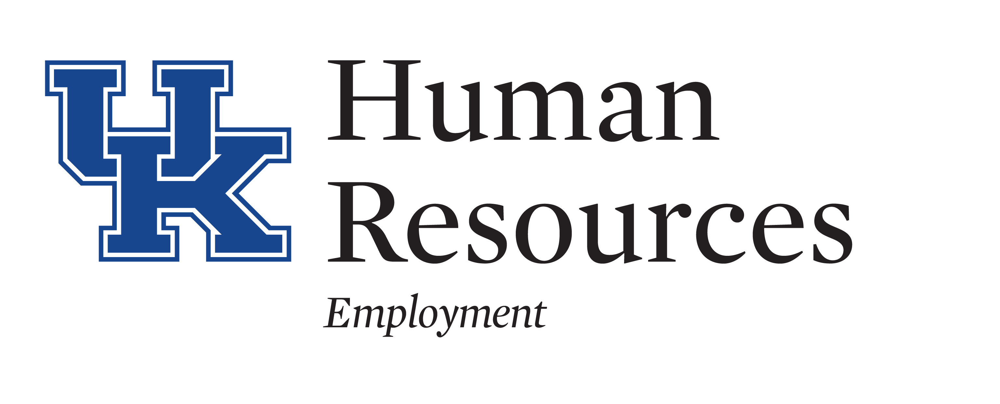 UK
Human
Resources
Employment